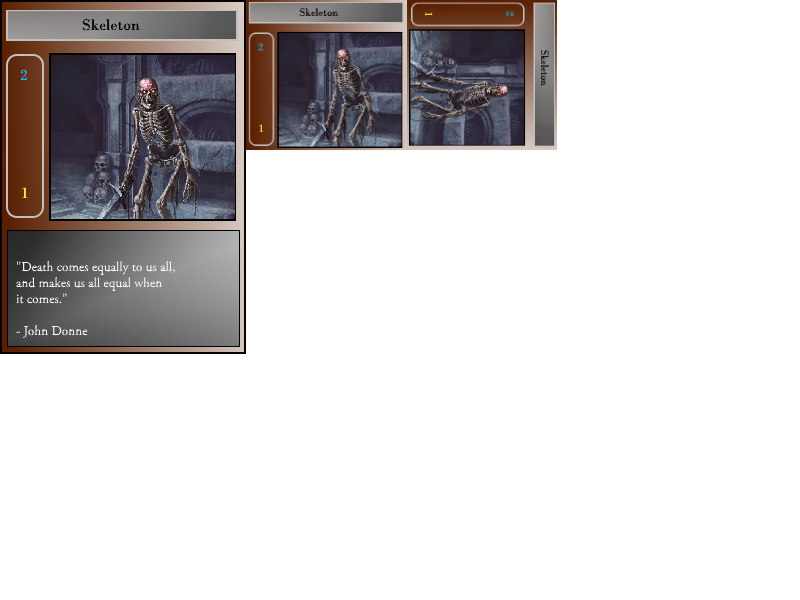 Skeleton
2
1
"Death comes equally to us all,
and makes us all equal when
it comes."
- John Donne
Skeleton
2
1
1
2
Skeleton